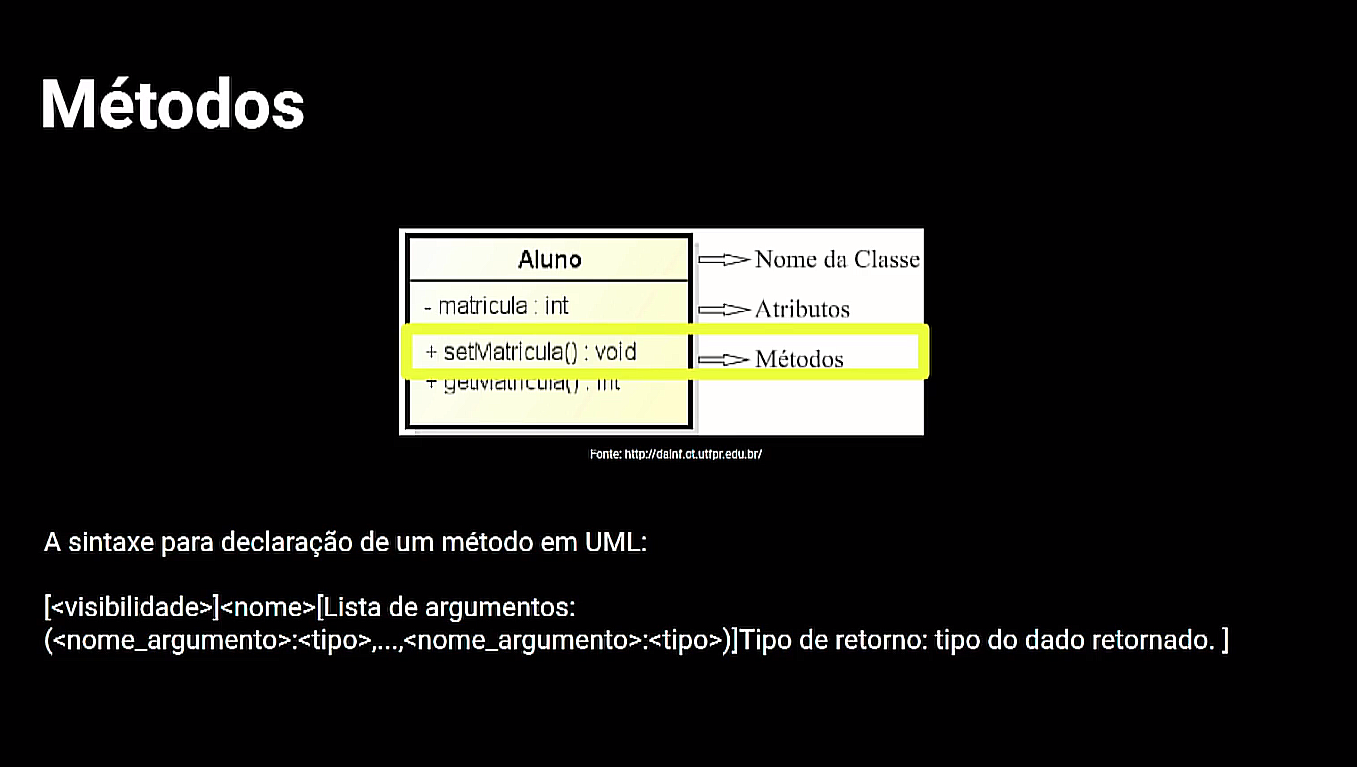 Métodos
Aluno
Nome da Classe
- matricula : int
Atributos
+ setMatricula() : void
Métodos
+ getMatricula() : int
Fonte: http://dainf.ct.utfpr.edu.br/
A sintaxe para declaração de um método em UML:
[<visibilidade>]<nome>[Lista de argumentos:
(<nome_argumento>:<tipo>,...,<nome_argumento>:<tipo>)]Tipo de retorno: tipo do dado retornado. ]